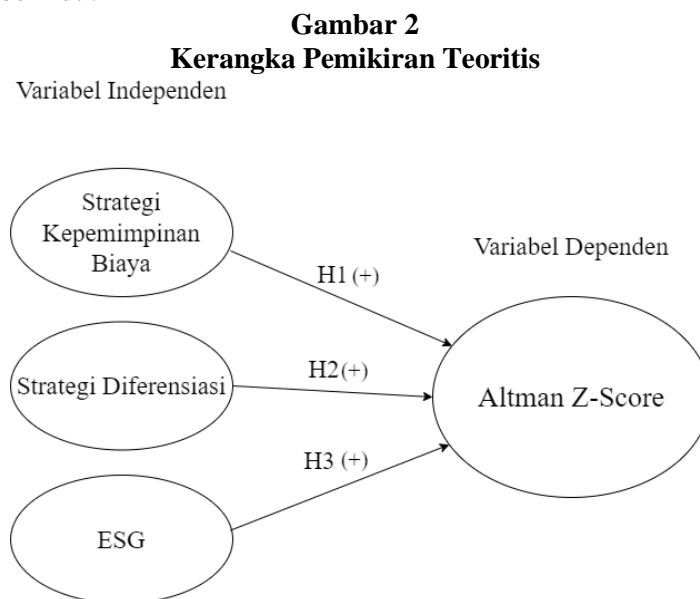 Gambar 2
Kerangka Pemikiran Teoritis
Variabel Independen
Strategi
Kepemimpinan
Biaya
Variabel Dependen
H1 (+)
H2(+)
Strategi Diferensiasi
Altman Z-Score
H3 (+)
ESG